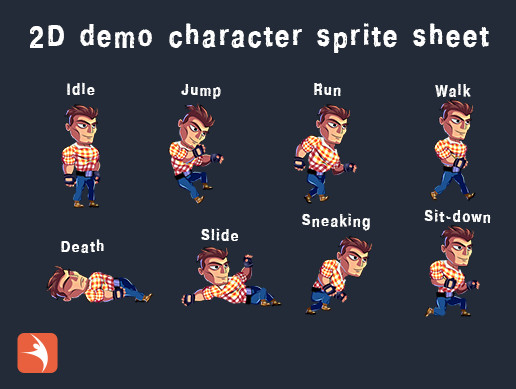 2D demo character sprite sheet
Idle
Jump
Run
Walk
Death
Slide
Sneaking
Sit-down